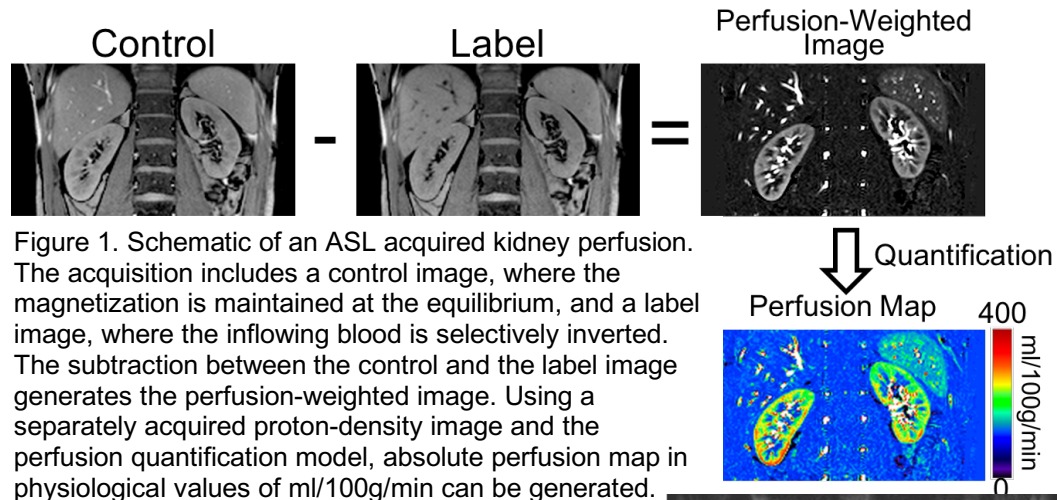 Control
Label
Perfusion-Weighted
Image
-
=
Figure 1. Schematic of an ASL acquired kidney perfusion.
The acquisition includes a control image, where the
magnetization is maintained at the equilibrium, and a label
image, where the inflowing blood is selectively inverted.
The subtraction between the control and the label image
generates the perfusion-weighted image. Using a
separately acquired proton-density image and the
perfusion quantification model, absolute perfusion map in
physiological values of ml/100g/min can be generated.
Quantification
Perfusion Map
400
ml/100g/min
0